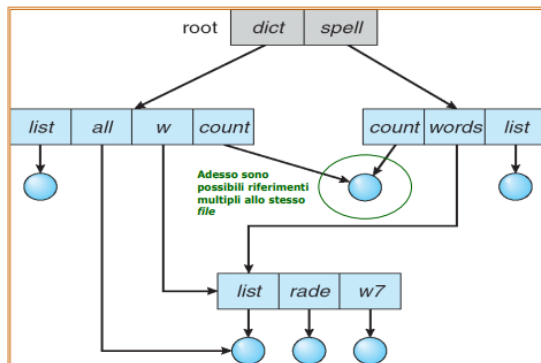 root dict spell
list all w count count words list
Adesso sono
possibili riferimenti
multipli allo stesso
file
list rade w7